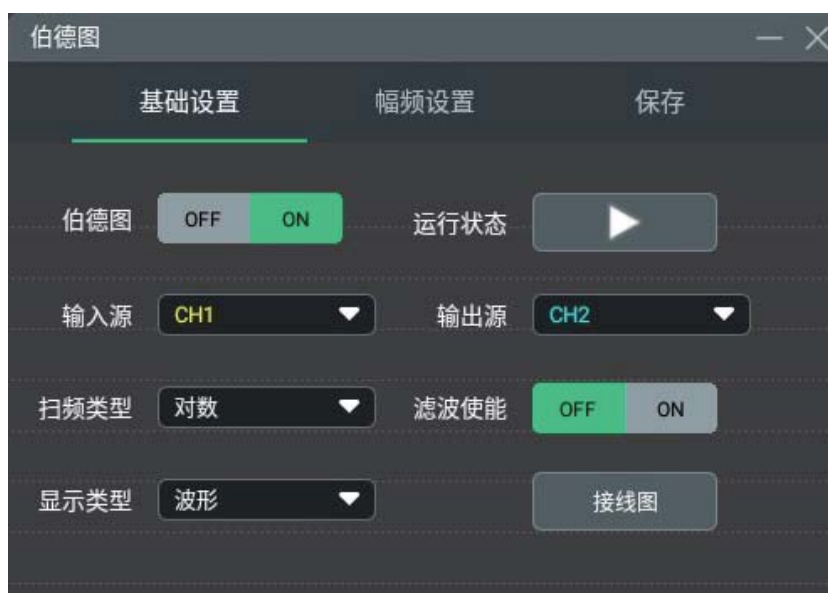 伯德图
基础设置 幅频设置 保存
伯德图 OFF ON 运行状态
输入源 CH1 输出源 CH2
扫频类型 对数 滤波使能 OFF ON
显示类型 波形 接线图